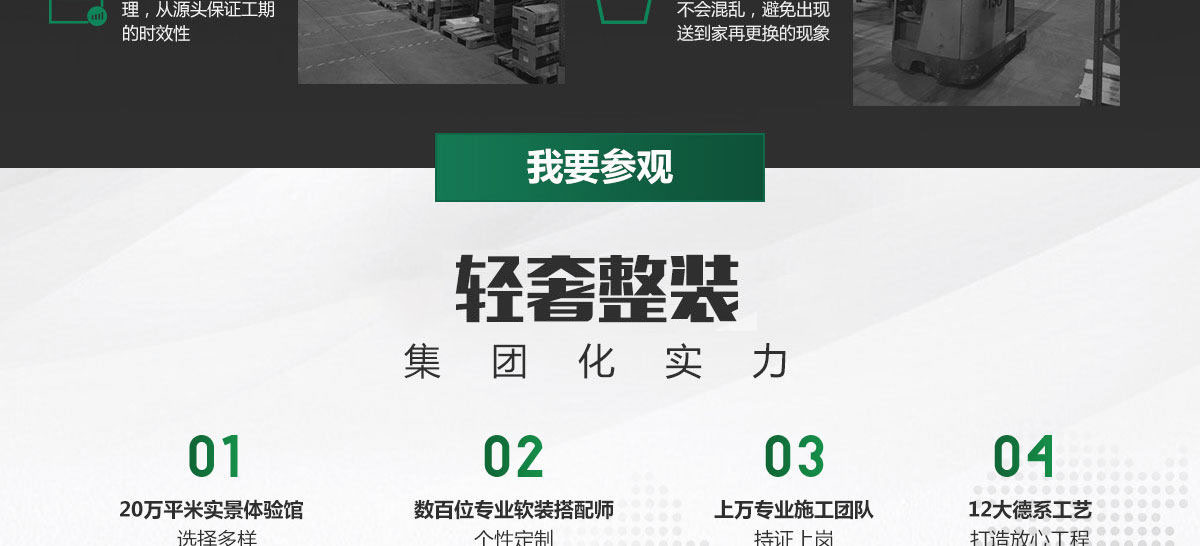 理，从源头保证工期
的时效性
不会混乱，避免出现
送到家再更换的现象
我要参观
轻奢整装
集团化实力
01
20万平米实景体验馆
选择多样
02
数百位专业软装搭配师
个性定制
03
上万专业施工团队
持证上岗
04
12大德系工艺
打造放心工程